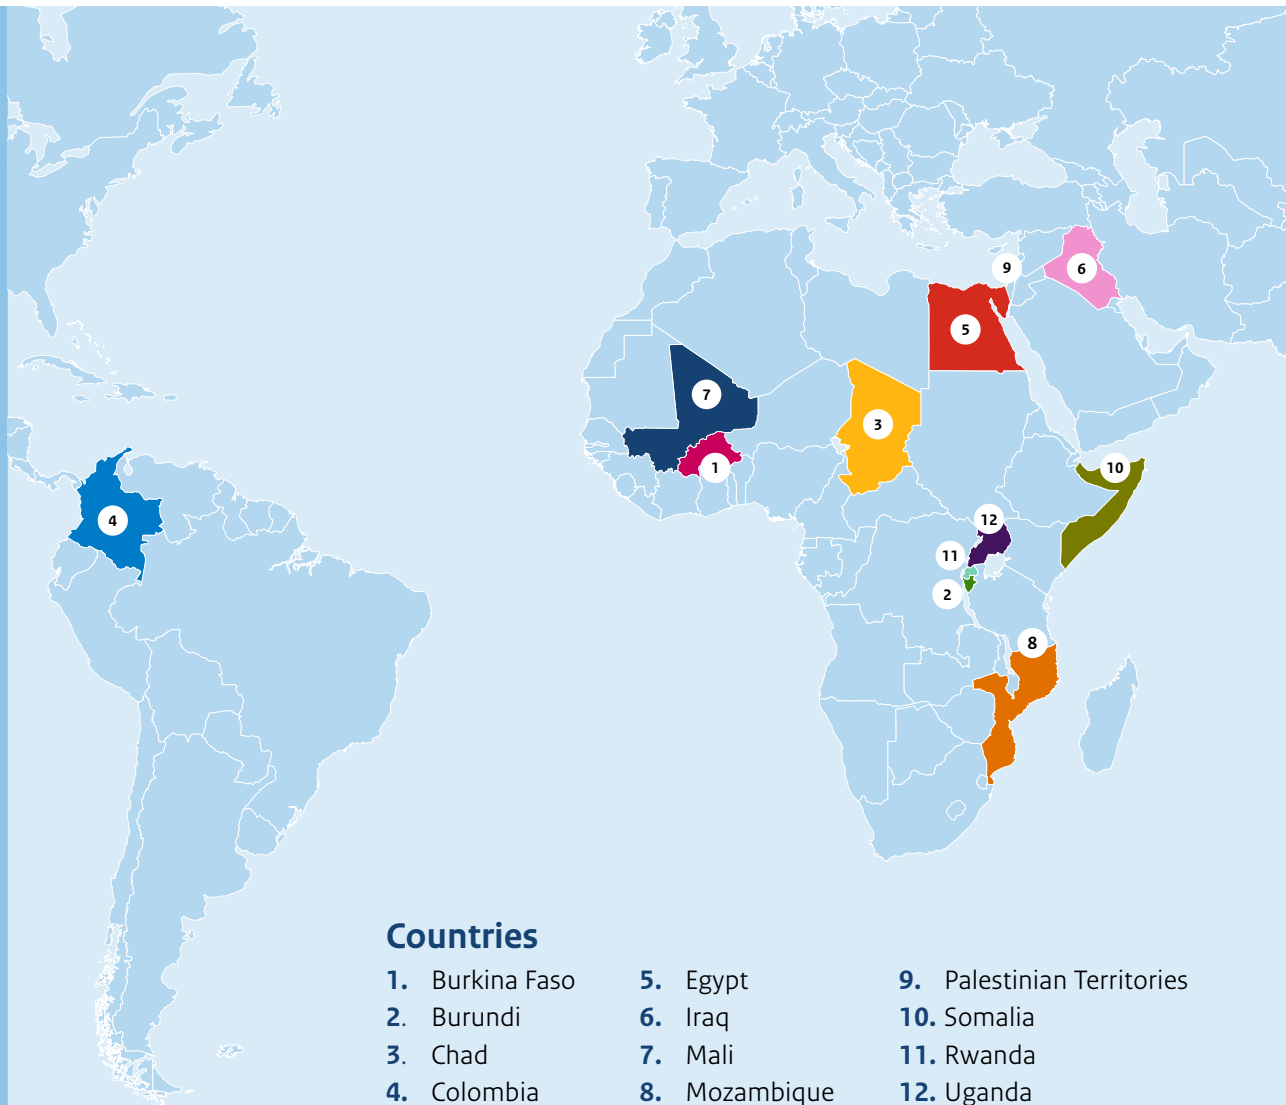 9
6
5
7
3
1
10
4
12
11
2
8
Countries
1. Burkina Faso
2. Burundi
3. Chad
4. Colombia
5. Egypt
6. Iraq
7. Mali
8. Mozambique
9. Palestinian Territories
10. Somalia
11. Rwanda
12. Uganda